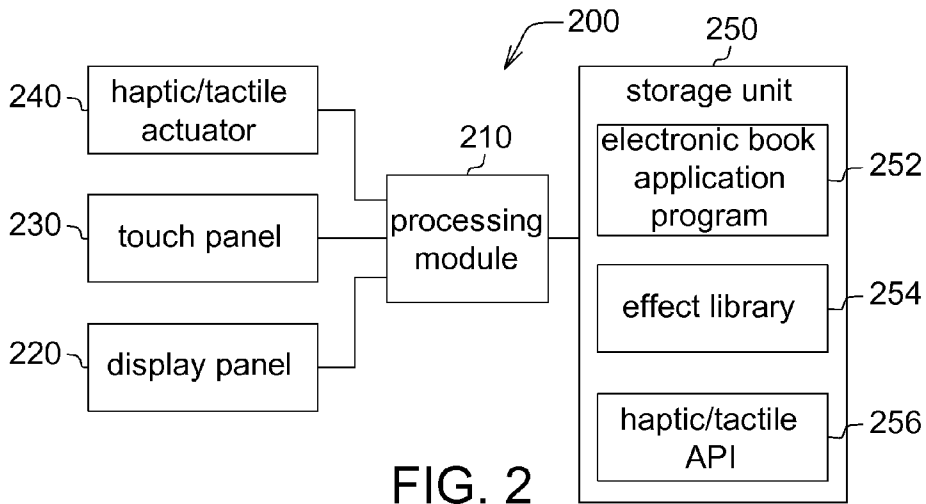 200
250
240
haptic/tactile
actuator
230
touch panel
220
display panel
210
processing
module
storage unit
electronic book
application
program
252
effect library
254
haptic/tactile
API
256
FIG. 2